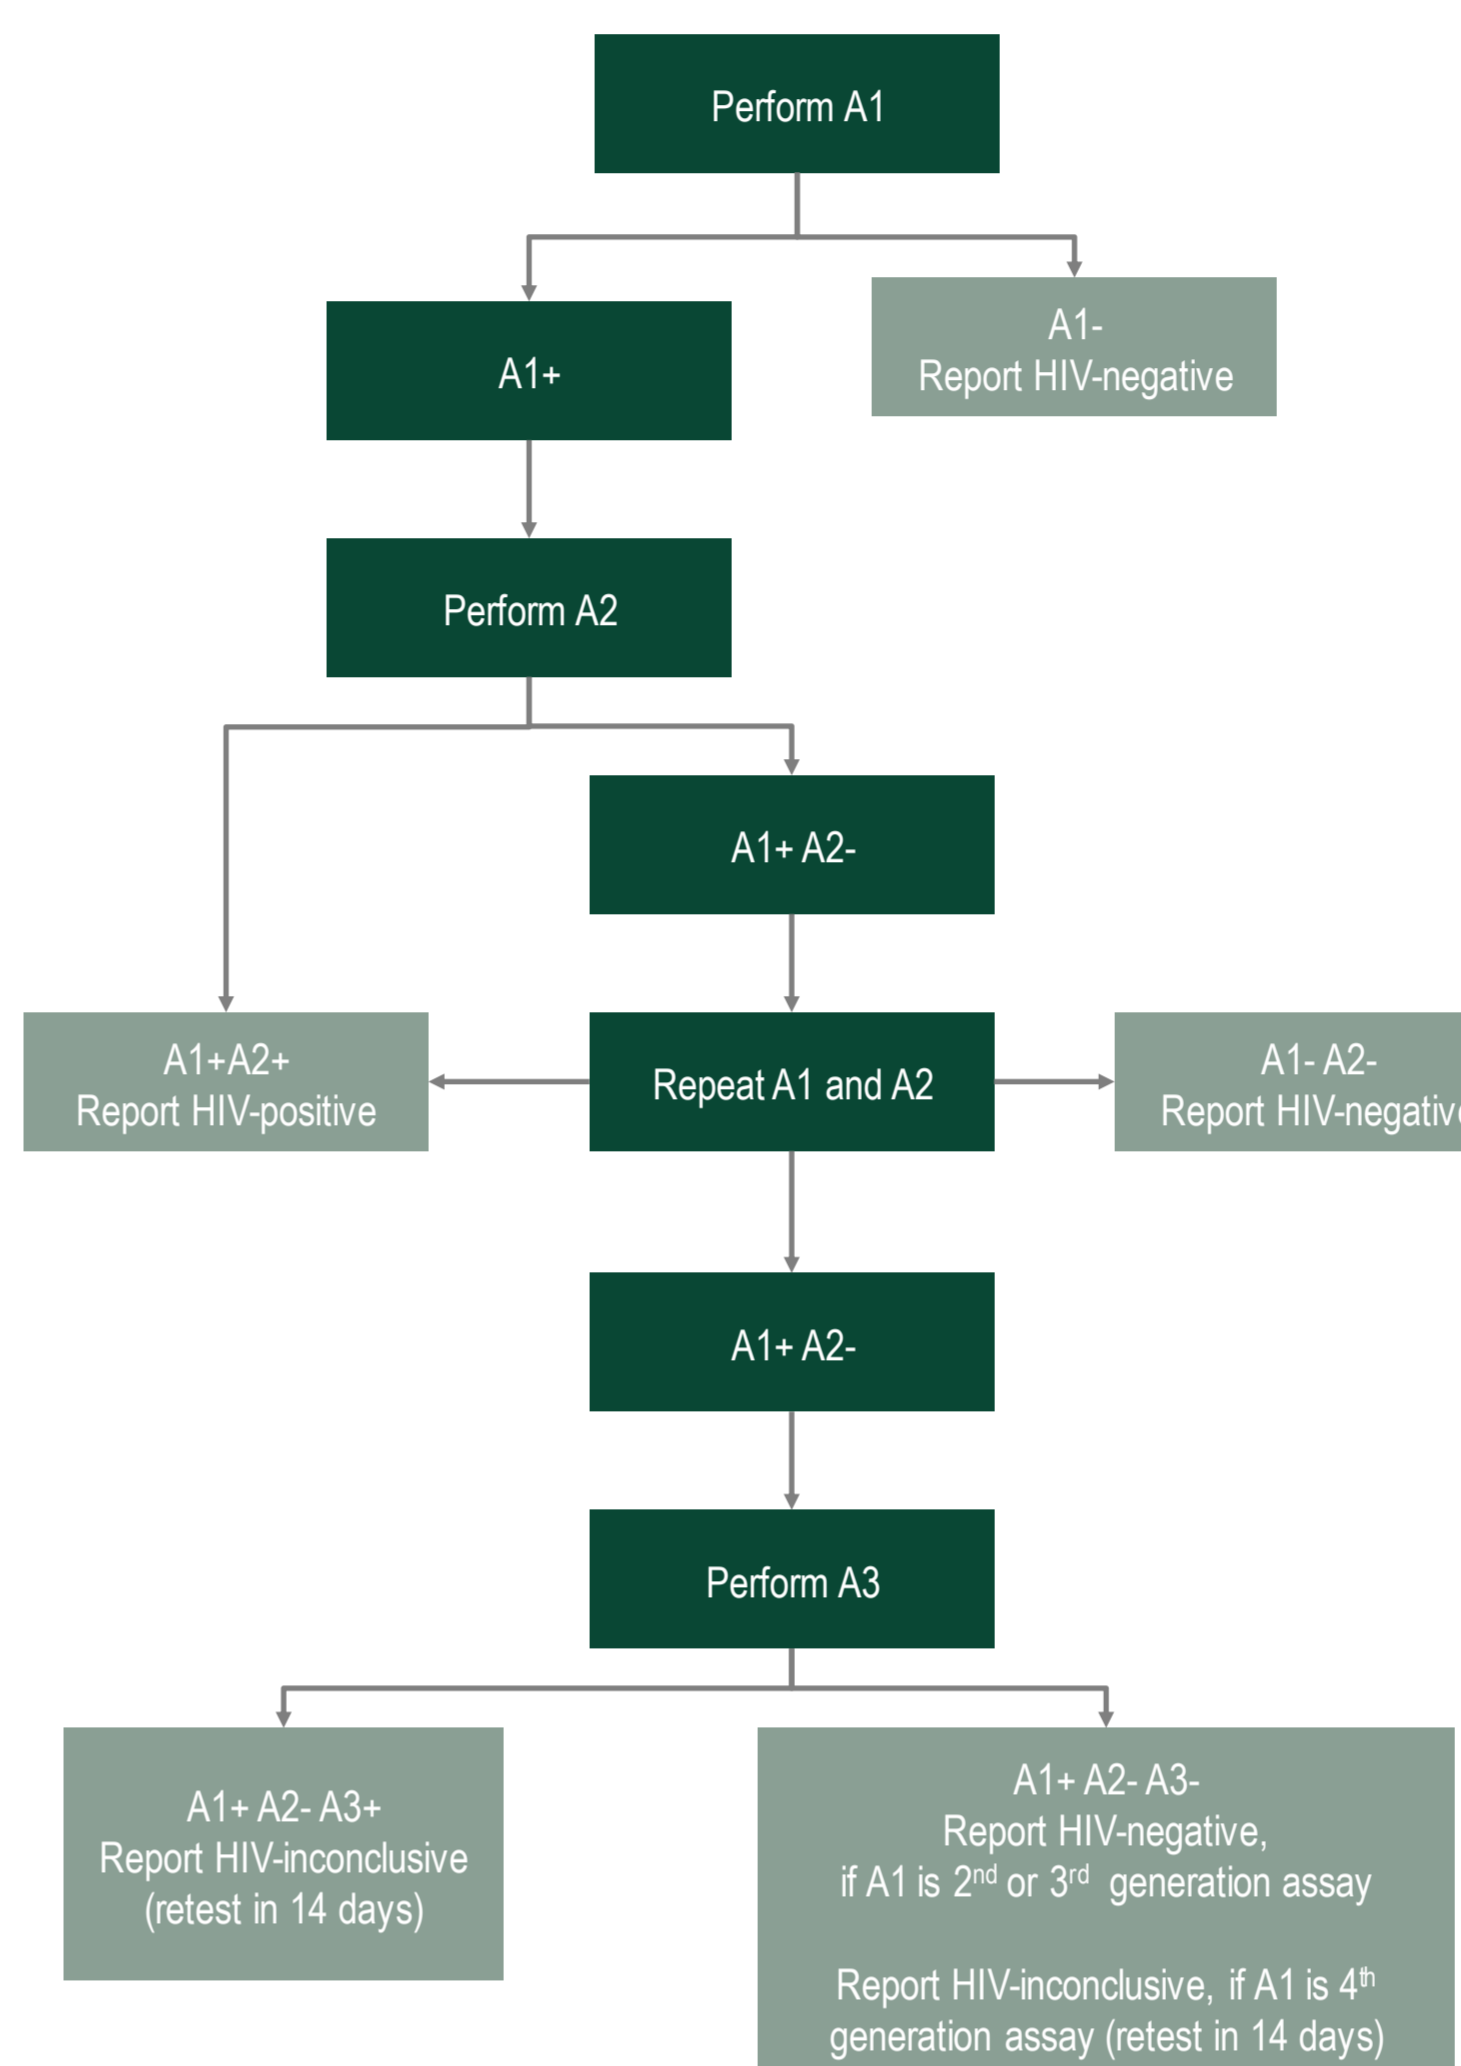 Perform A1
A1-
Report HIV-negative
A1+
Perform A2
A1+ A2-
A1+A2+
Report HIV-positive
Repeat A1 and A2
A1- A2-
Report HIV-negative
A1+ A2-
Perform A3
A1+ A2- A3+
Report HIV-inconclusive
(retest in 14 days)
A1+ A2- A3-
Report HIV-negative,
if A1 is 2nd or 3rd generation assay
Report HIV-inconclusive, if A1 is 4th
generation assay (retest in 14 days)